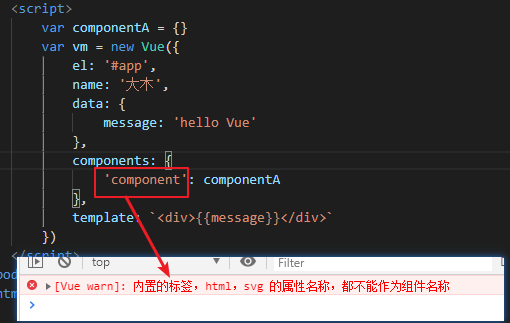 <script>
var componentA = {}
var vm = new Vue({
el: '#app',
name: '大木',
data: {
message: 'hello Vue'
},
components: {
'component': componentA
},
template: `<div>{{message}}</div>`
})
</script>
top
Filter
[Vue warn]: 内置的标签，html，svg 的属性名称，都不能作为组件名称